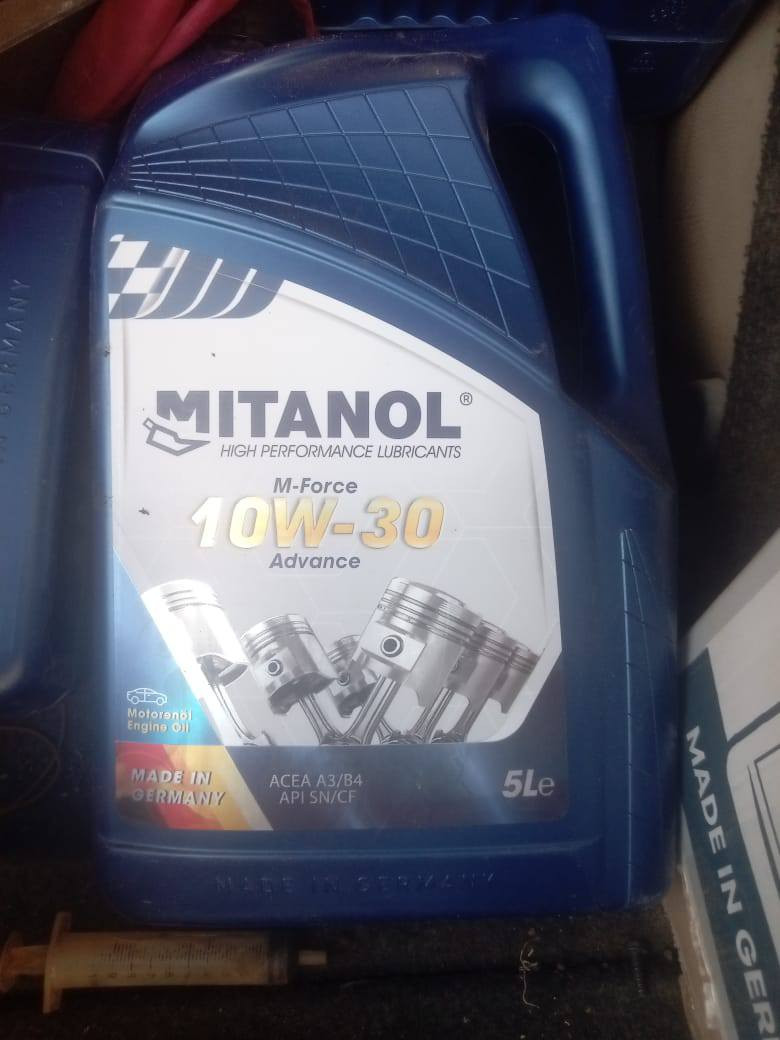 MITANOL®
HIGH PERFORMANCE LUBRICANTS
M-Force
10W-30
Advance
Motorenöl
Engine Oil
MADE IN
GERMANY
ACEA A3/B4
API SN/CF
5Le
MADE IN GERMANY
GERMANY
MADE IN GER